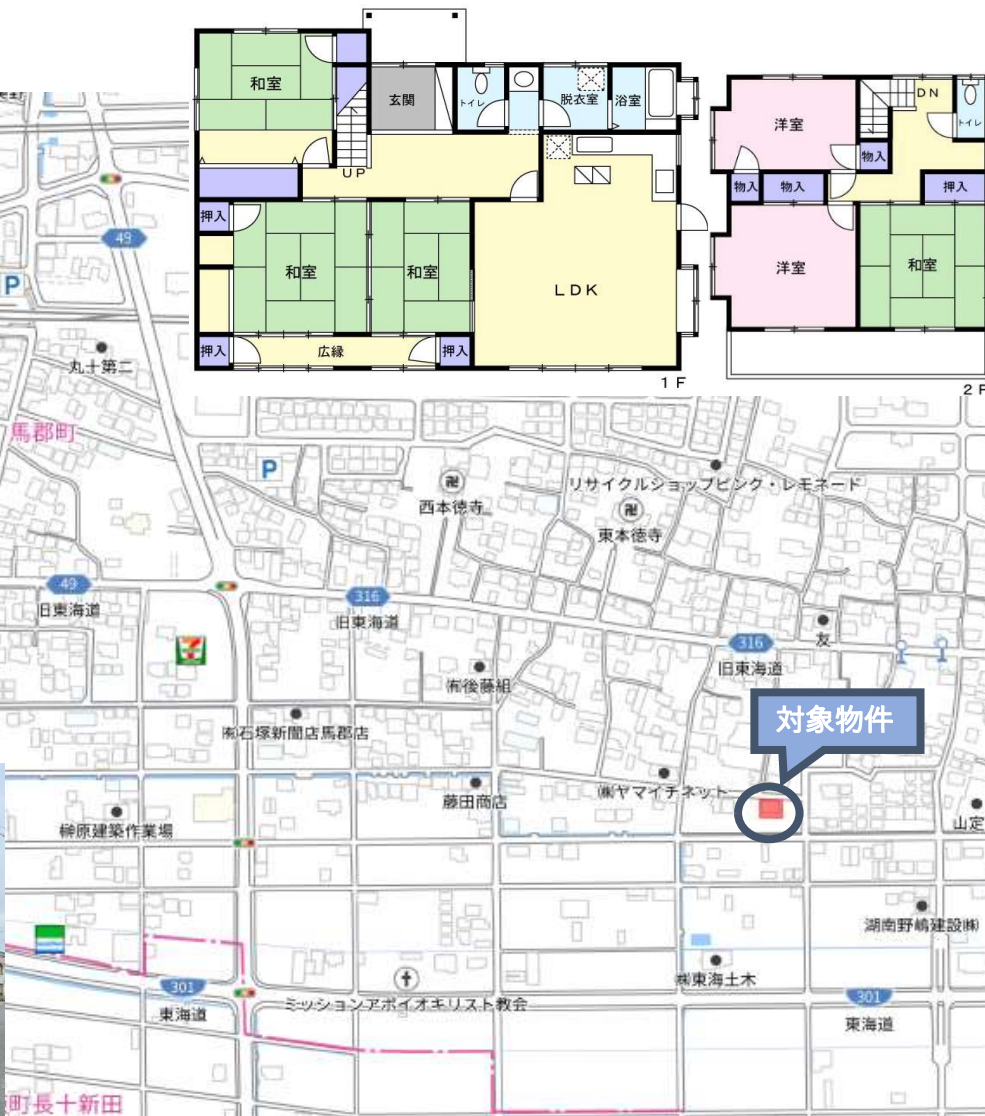 和室
玄関
トイレ
脱衣室
浴室
UP
押入
和室
和室
LDK
押入
広縁
押入
1F
洋室
DN
トイレ
物入
物入
物入
押入
洋室
和室
2F
49
P
丸十第二
馬郡町
P
西本徳寺
リサイクルショップピンク・レモネード
東本徳寺
49
旧東海道
316
旧東海道
友
316
旧東海道
㈲後藤組
対象物件
㈱石塚新聞店馬郡店
藤田商店
㈱ヤマイチネット
榊原建築作業場
山定
湖南野嶋建設㈱
㈱東海土木
301
東海道
ミッションアポイオキリスト教会
301
東海道
町長十新田